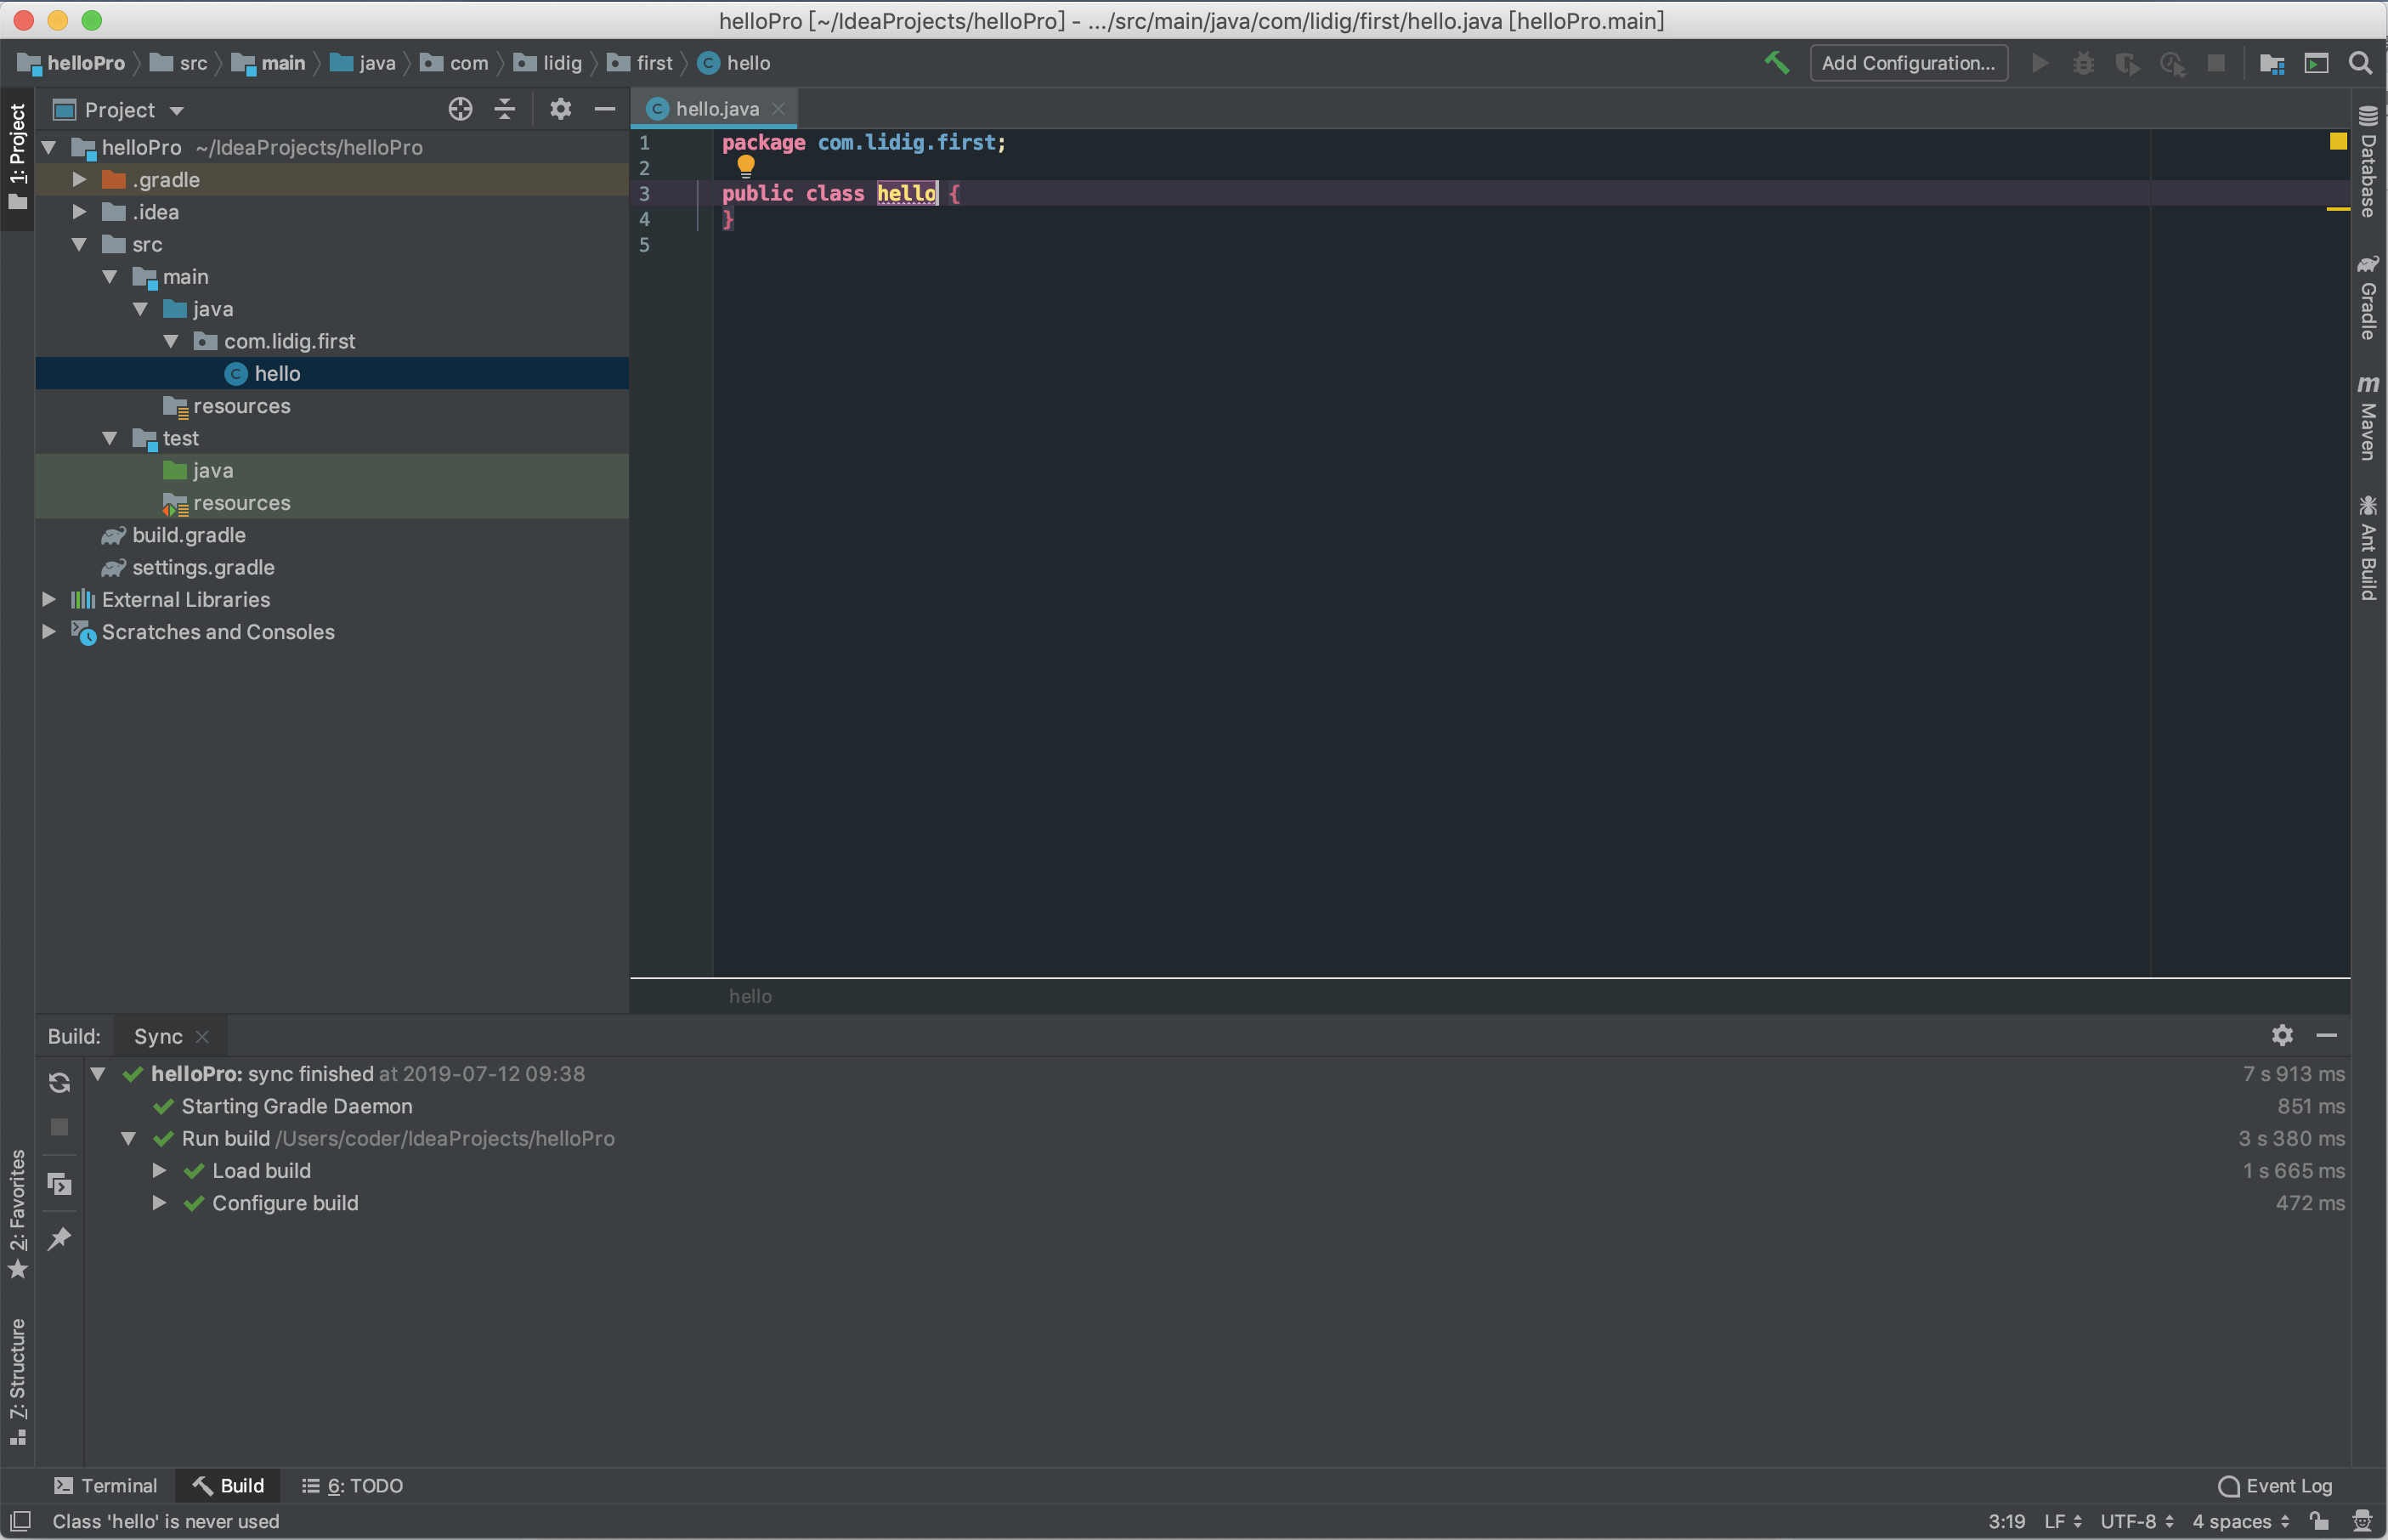 helloPro [~/IdeaProjects/helloPro] - .../src/main/java/com/lidig/first/hello.java [helloPro.main]
helloPro src main java com lidig first C hello
Add Configuration...
1: Project
Project
helloPro ~/IdeaProjects/helloPro
.gradle
.idea
src
main
java
com.lidig.first
C hello
resources
test
java
resources
build.gradle
settings.gradle
External Libraries
Scratches and Consoles
C hello.java
1 package com.lidig.first;
2
3 public class hello {
4 }
5
hello
Database
Gradle
m Maven
Ant Build
Build: Sync
helloPro: sync finished at 2019-07-12 09:38 7 s 913 ms
Starting Gradle Daemon 851 ms
Run build /Users/coder/IdeaProjects/helloPro 3 s 380 ms
Load build 1 s 665 ms
Configure build 472 ms
2: Favorites
7: Structure
Terminal Build 6: TODO Event Log
Class 'hello' is never used 3:19 LF UTF-8 4 spaces